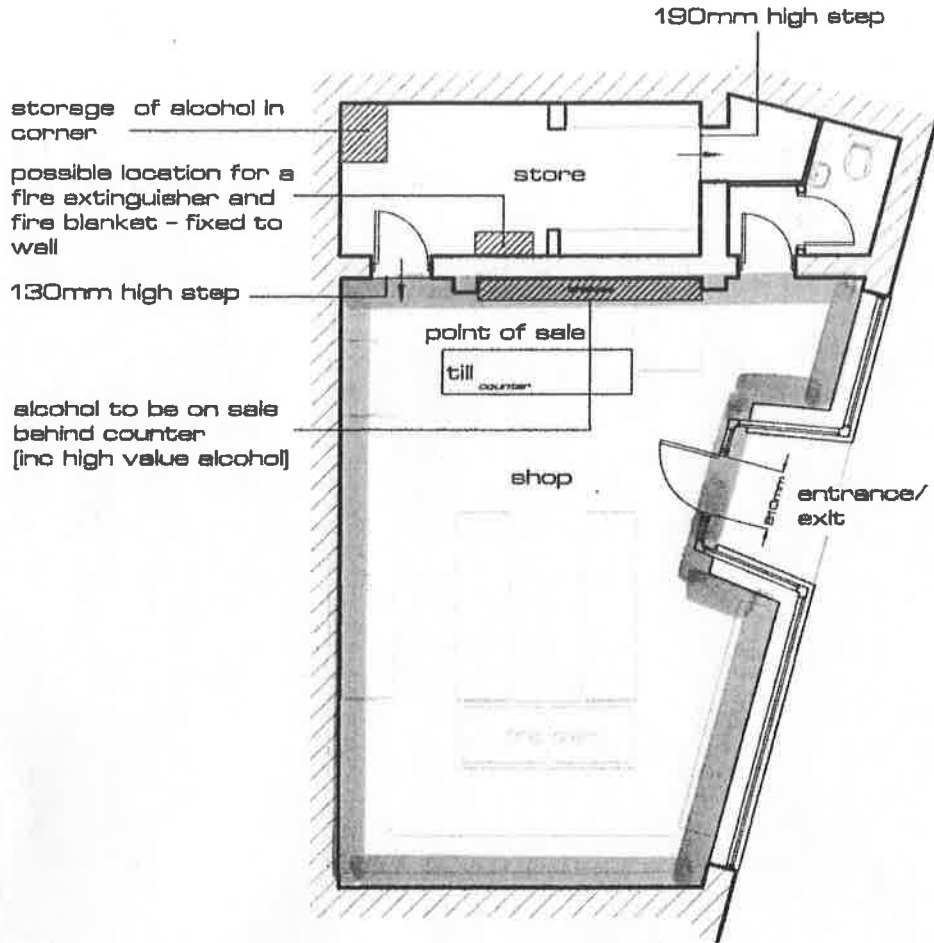 190mm high step
storage of alcohol in
corner
possible location for a
fire extinguisher and
fire blanket - fixed to
wall
130mm high step
store
point of sale
till
counter
alcohol to be on sale
behind counter
[inc high value alcohol]
shop
810mm
entrance/
exit